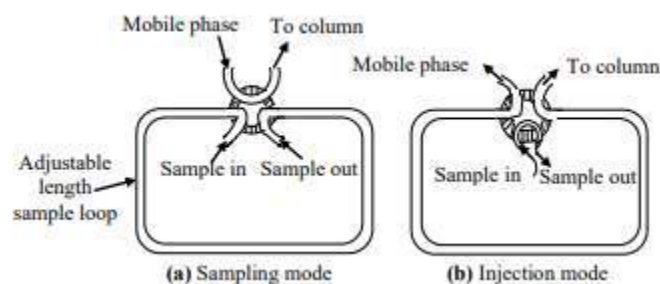 Mobile phase
To column
Adjustable
length
sample loop
Sample in
Sample out
(a) Sampling mode
Mobile phase
To column
Sample in
Sample out
(b) Injection mode